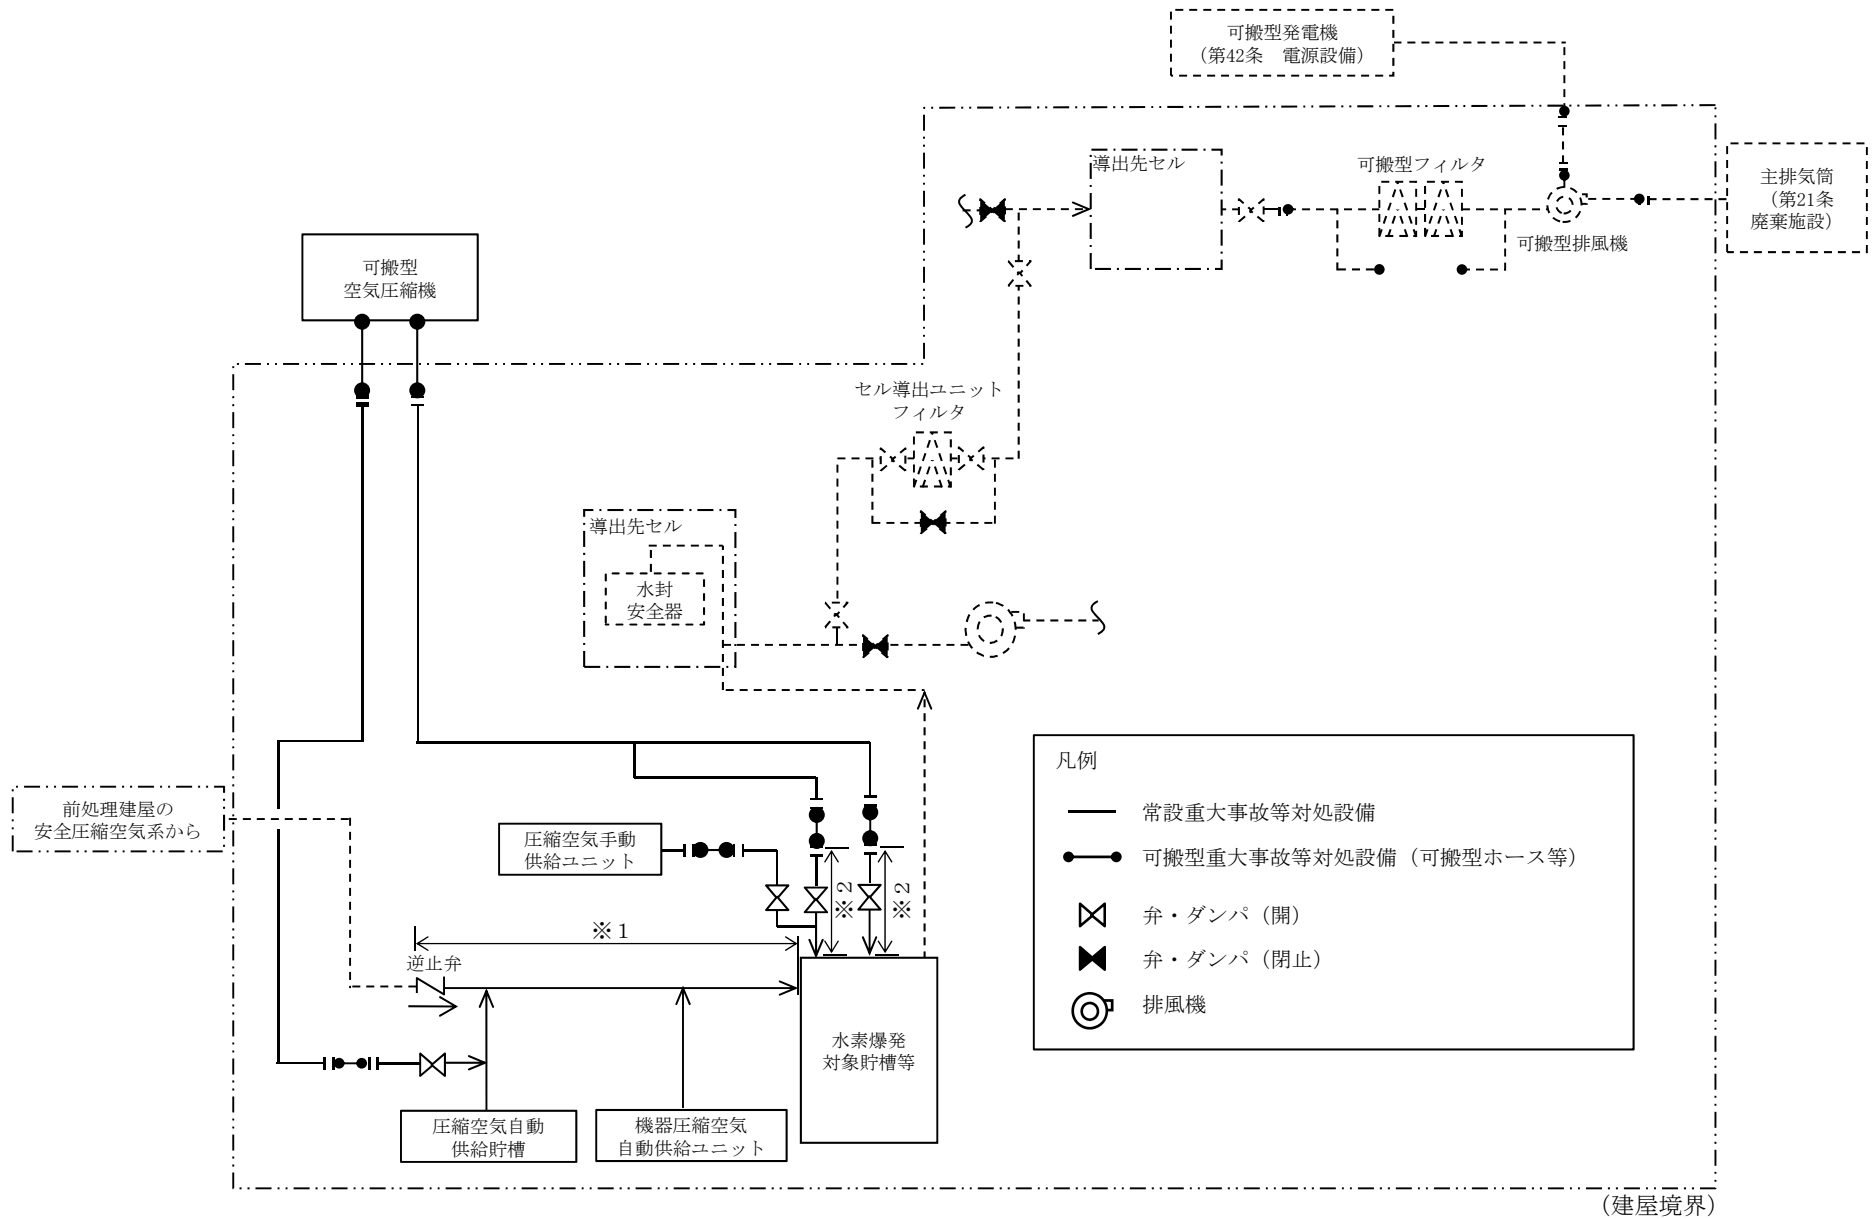 可搬型発電機
（第42条　電源設備）
導出先セル
可搬型フィルタ
主排気筒
（第21条
廃棄施設）
可搬型排風機
可搬型
空気圧縮機
セル導出ユニット
フィルタ
導出先セル
水封
安全器
前処理建屋の
安全圧縮空気系から
圧縮空気手動
供給ユニット
※2
※2
※1
逆止弁
水素爆発
対象貯槽等
圧縮空気自動
供給貯槽
機器圧縮空気
自動供給ユニット
凡例
常設重大事故等対処設備
可搬型重大事故等対処設備（可搬型ホース等）
弁・ダンパ（開）
弁・ダンパ（閉止）
排風機
（建屋境界）